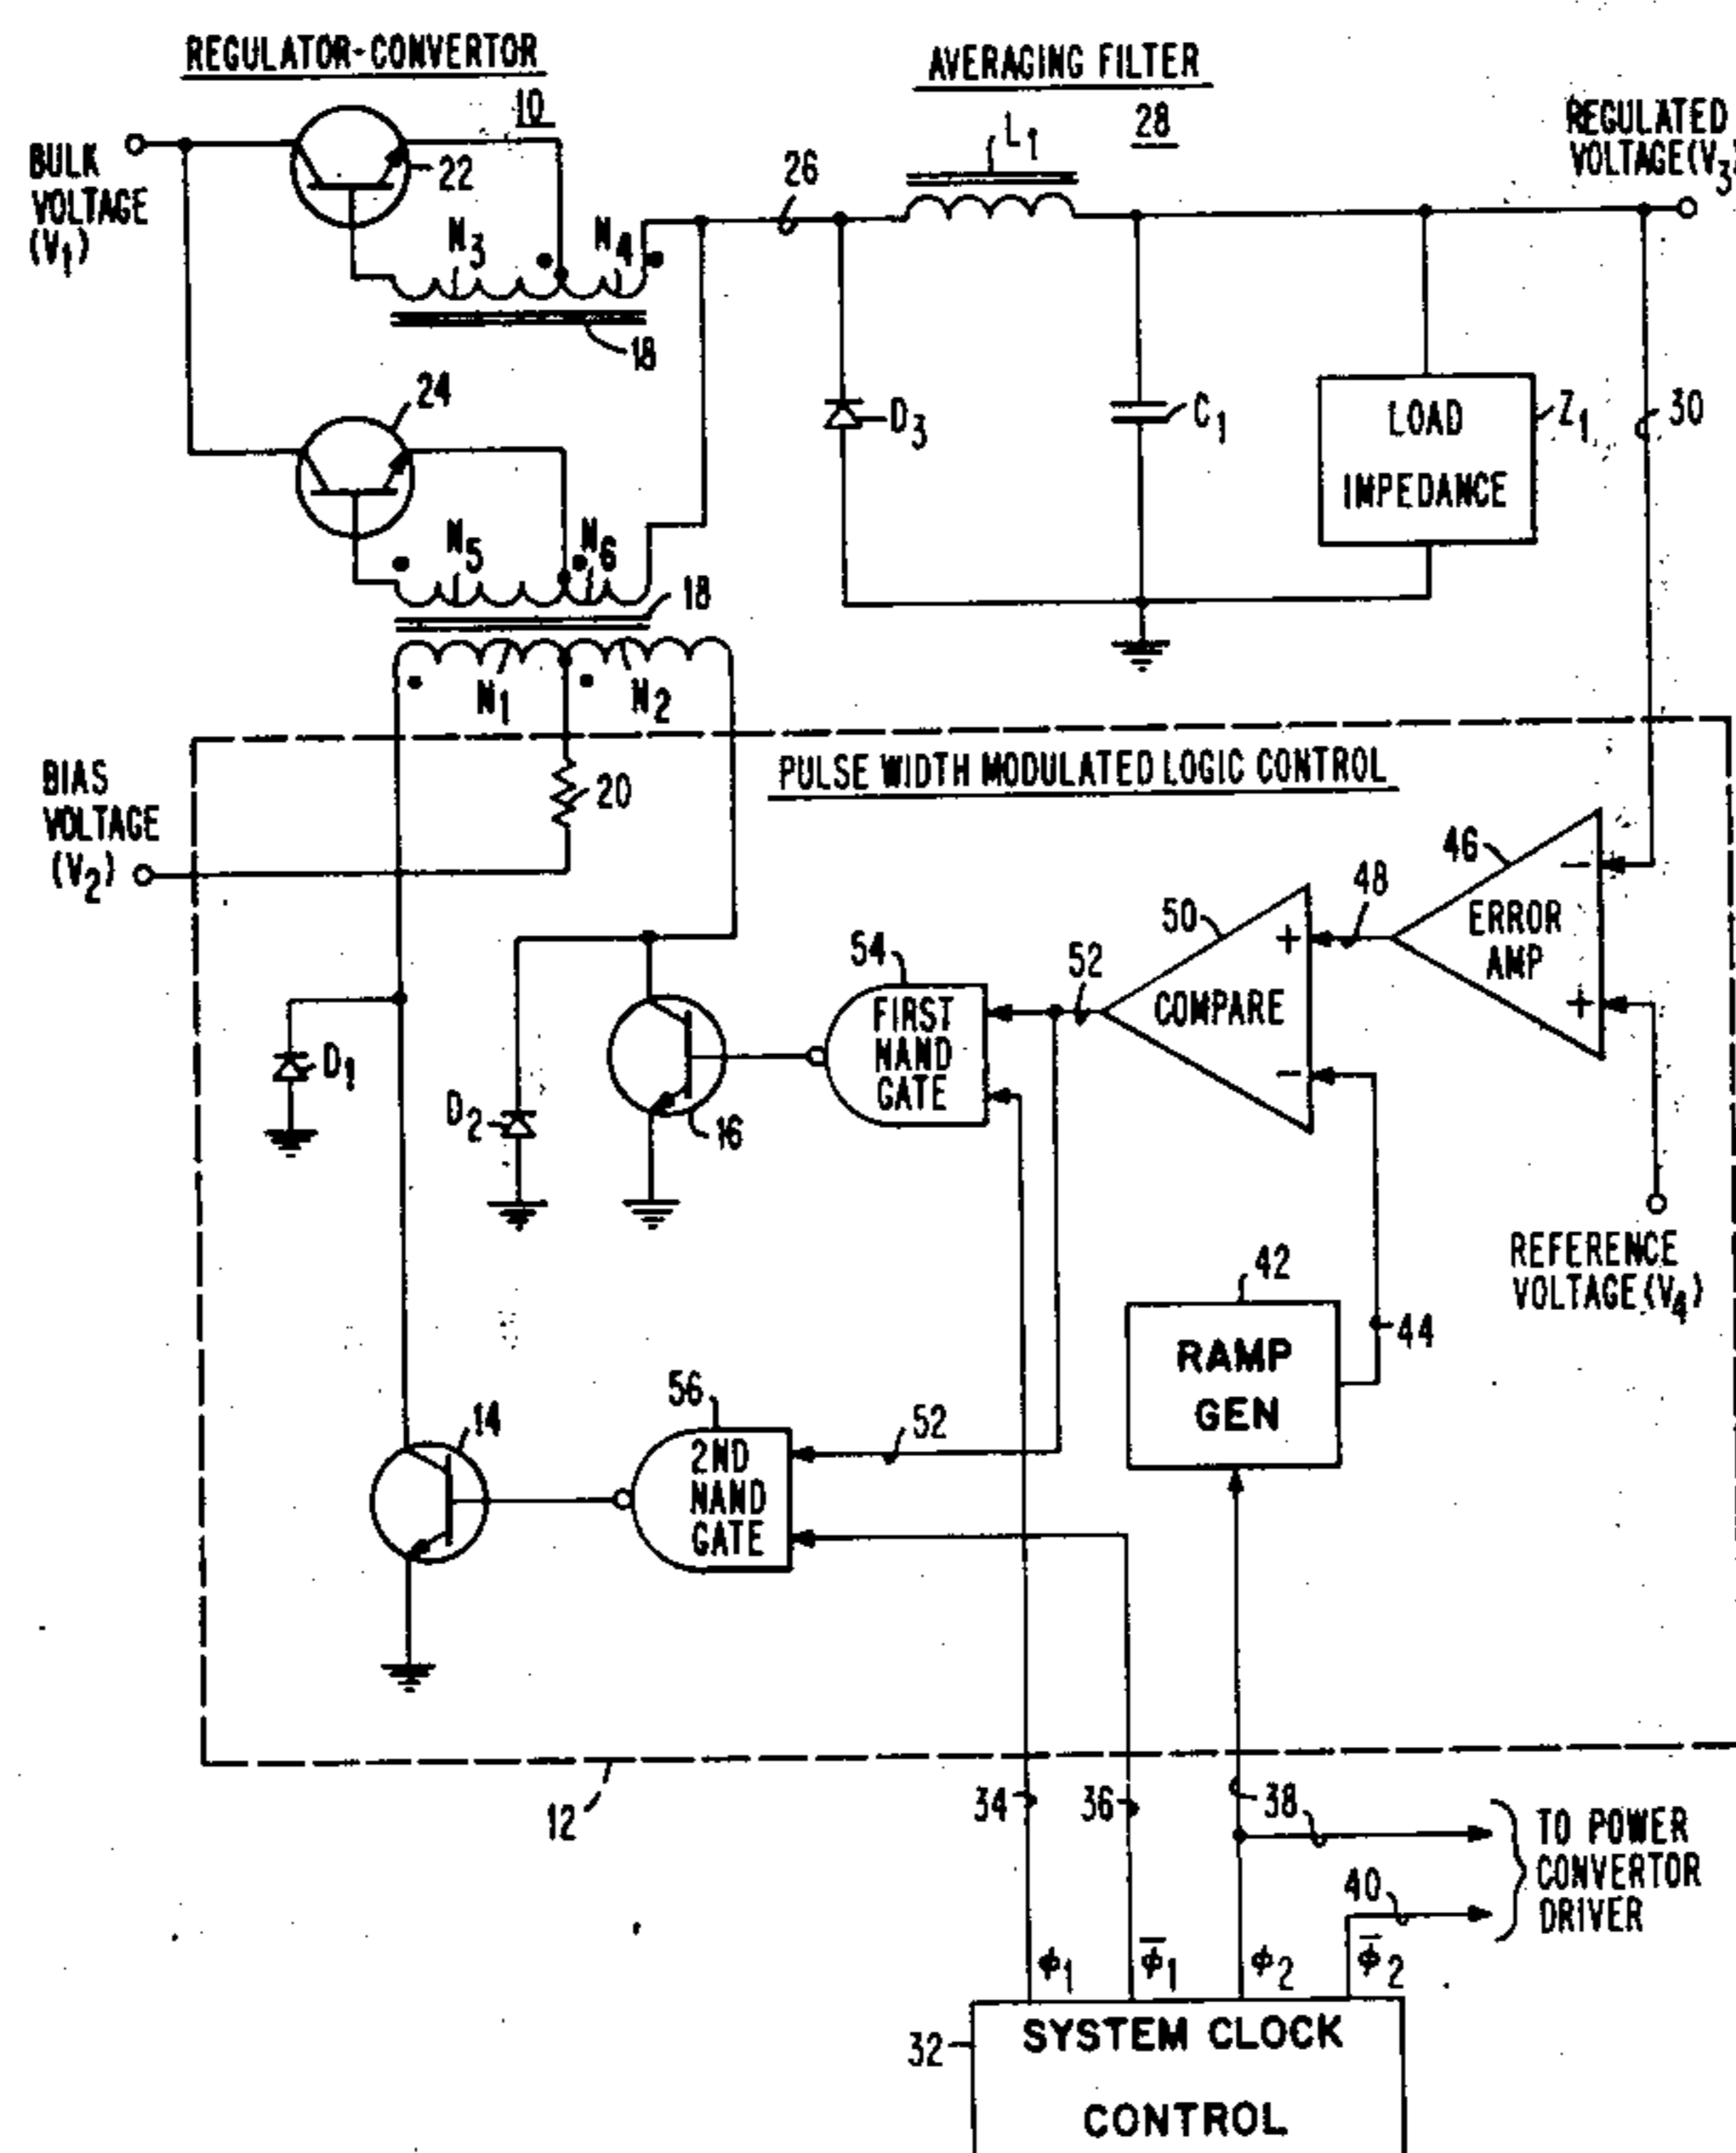 REGULATOR-CONVERTOR
10
AVERAGING FILTER
28
BULK
VOLTAGE
(V1)
22
N3
N4
18
26
L1
REGULATED
VOLTAGE(V3)
24
N5
N6
18
D3
C1
LOAD
IMPEDANCE
Z1
30
N1
N2
BIAS
VOLTAGE
(V2)
20
PULSE WIDTH MODULATED LOGIC CONTROL
46
ERROR
AMP
-
+
48
50
COMPARE
+
-
52
54
FIRST
NAND
GATE
D1
D2
16
REFERENCE
VOLTAGE(V4)
42
RAMP
GEN
44
14
56
2ND
NAND
GATE
52
12
34
36
38
40
TO POWER
CONVERTOR
DRIVER
ϕ1
ϕ̅1
ϕ2
ϕ̅2
32
SYSTEM CLOCK
CONTROL